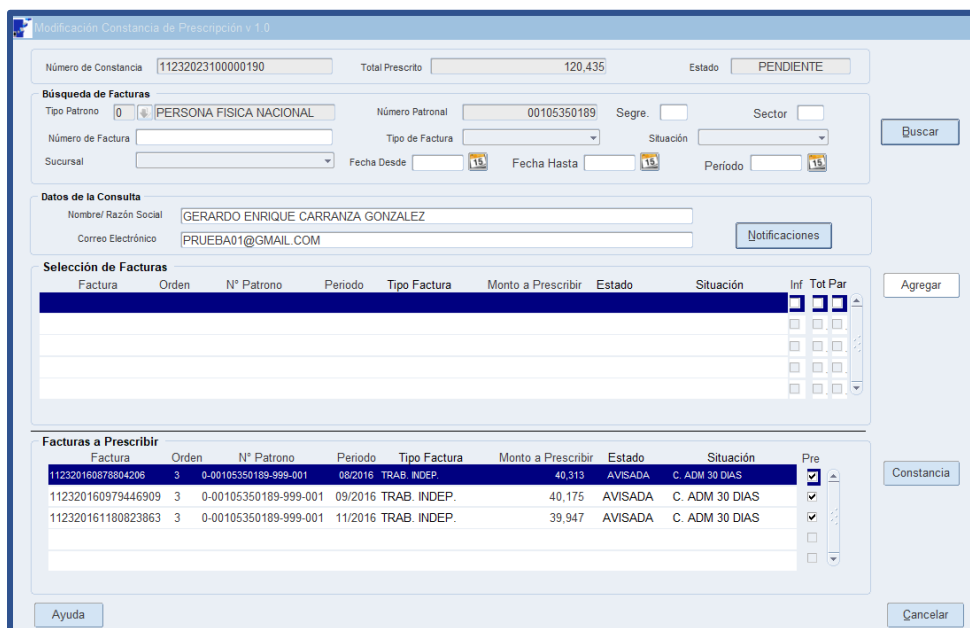 Modificación Constancia de Prescripción v 1.0
Número de Constancia 11232023100000190 Total Prescrito 120,435 Estado PENDIENTE
Búsqueda de Facturas
Tipo Patrono 0 PERSONA FISICA NACIONAL Número Patronal 00105350189 Segre. Sector
Buscar
Número de Factura Tipo de Factura Situación
Sucursal Fecha Desde 15 Fecha Hasta 15 Período 15
Datos de la Consulta
Nombre/ Razón Social GERARDO ENRIQUE CARRANZA GONZALEZ
Correo Electrónico PRUEBA01@GMAIL.COM Notificaciones
Selección de Facturas
Factura Orden N° Patrono Periodo Tipo Factura Monto a Prescribir Estado Situación Inf Tot Par Agregar
Facturas a Prescribir
Factura Orden N° Patrono Periodo Tipo Factura Monto a Prescribir Estado Situación Pre
112320160878804206 3 0-00105350189-999-001 08/2016 TRAB. INDEP. 40,313 AVISADA C. ADM 30 DIAS Constancia
112320160979446909 3 0-00105350189-999-001 09/2016 TRAB. INDEP. 40,175 AVISADA C. ADM 30 DIAS
112320161180823863 3 0-00105350189-999-001 11/2016 TRAB. INDEP. 39,947 AVISADA C. ADM 30 DIAS
Ayuda Cancelar